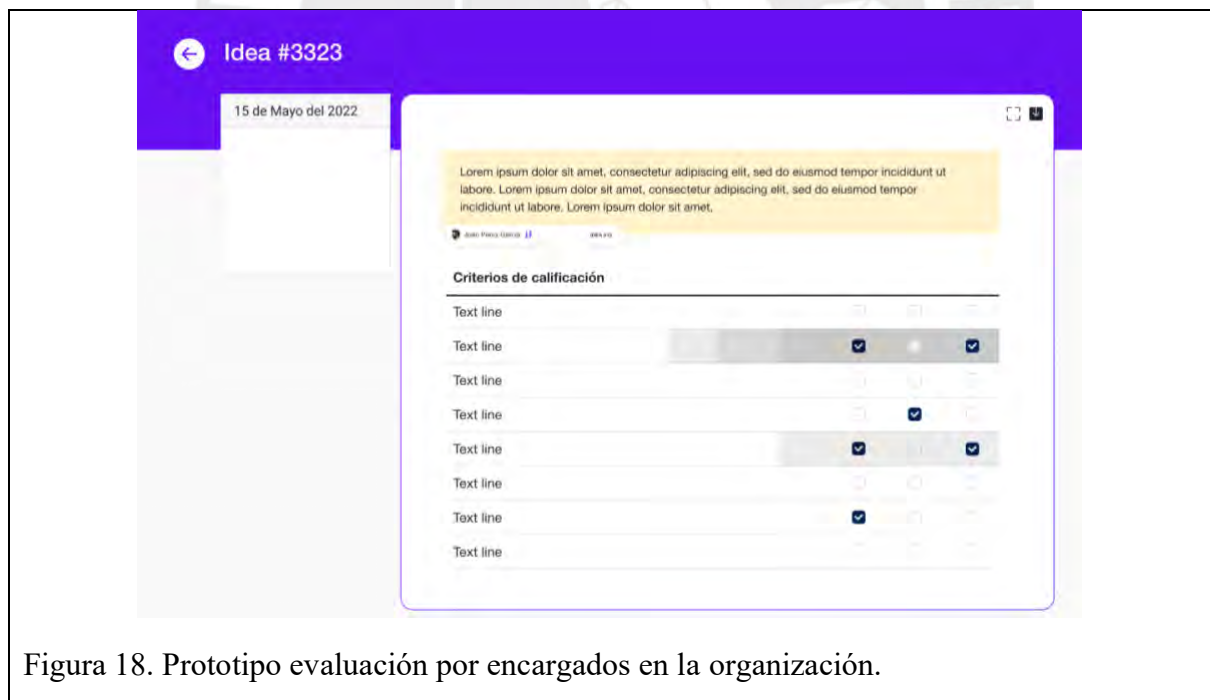 Idea #3323
15 de Mayo del 2022
Lorem ipsum dolor sit amet, consectetur adipiscing elit, sed do eiusmod tempor incididunt ut
labore. Lorem ipsum dolor sit amet, consectetur adipiscing elit, sed do eiusmod tempor
incididunt ut labore. Lorem ipsum dolor sit amet,
Criterios de calificación
Text line
Text line
Text line
Text line
Text line
Text line
Text line
Text line
Figura 18. Prototipo evaluación por encargados en la organización.